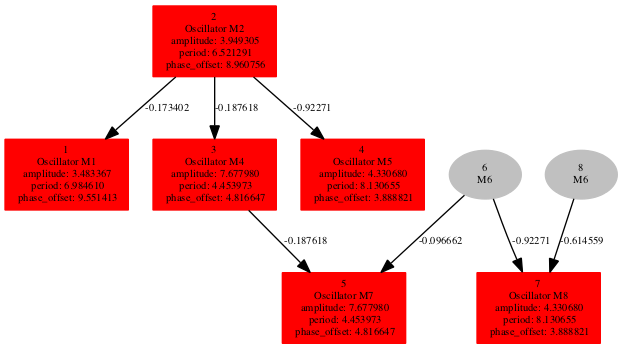 2
Oscillator M2
amplitude: 3.949305
period: 6.521291
phase_offset: 8.960756
-0.173402
-0.187618
-0.92271
1
Oscillator M1
amplitude: 3.483367
period: 6.984610
phase_offset: 9.551413
3
Oscillator M4
amplitude: 7.677980
period: 4.453973
phase_offset: 4.816647
4
Oscillator M5
amplitude: 4.330680
period: 8.130655
phase_offset: 3.888821
6
M6
8
M6
-0.187618
-0.096662
-0.92271
-0.614559
5
Oscillator M7
amplitude: 7.677980
period: 4.453973
phase_offset: 4.816647
7
Oscillator M8
amplitude: 4.330680
period: 8.130655
phase_offset: 3.888821